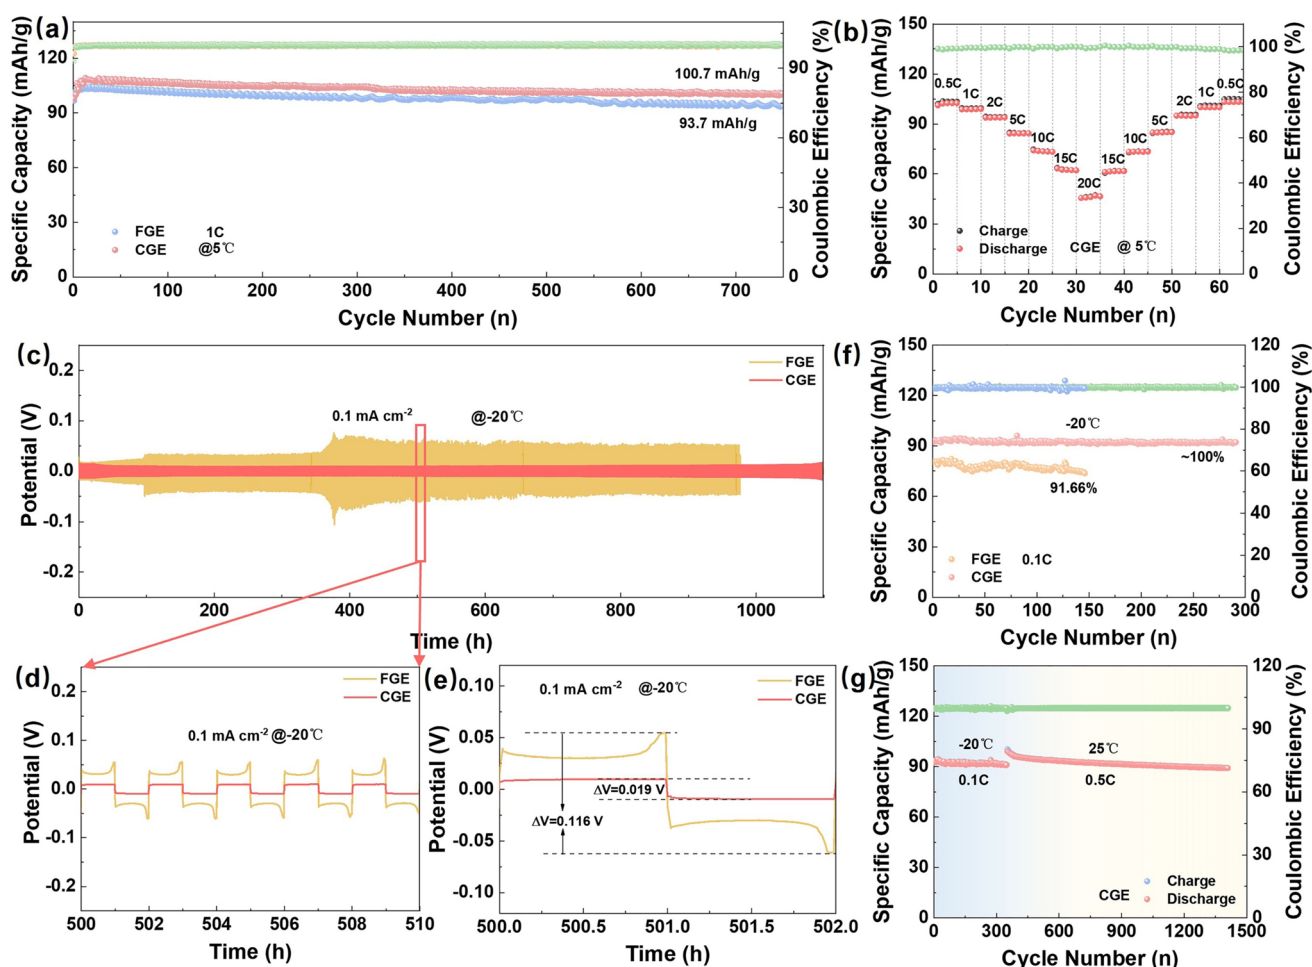 (a)
Specific Capacity (mAh/g)
150
120
90
60
30
0
100.7 mAh/g
93.7 mAh/g
FGE 1C
CGE @5℃
100
80
60
40
20
0
Coulombic Efficiency (%)
0 100 200 300 400 500 600 700
Cycle Number (n)
(b)
Specific Capacity (mAh/g)
150
125
100
75
50
25
0
0.5C 1C 2C 5C 10C 15C 20C 15C 10C 5C 2C 1C 0.5C
Charge
Discharge CGE @ 5℃
100
80
60
40
20
0
Coulombic Efficiency (%)
0 10 20 30 40 50 60
Cycle Number (n)
(c)
Potential (V)
0.2
0.1
0.0
-0.1
-0.2
FGE
CGE
0.1 mA cm-2 @-20℃
0 200 400 600 800 1000
Time (h)
(f)
Specific Capacity (mAh/g)
150
120
90
60
30
0
-20℃
~100%
91.66%
FGE 0.1C
CGE
120
100
80
60
40
20
0
Coulombic Efficiency (%)
0 50 100 150 200 250 290
Cycle Number (n)
(d)
Potential (V)
0.2
0.1
0.0
-0.1
-0.2
FGE
CGE
0.1 mA cm-2 @-20℃
500 502 504 506 508 510
Time (h)
(e)
Potential (V)
0.10
0.05
0.00
-0.05
-0.10
0.1 mA cm-2 @-20℃
FGE
CGE
ΔV=0.019 V
ΔV=0.116 V
500.0 500.5 501.0 501.5 502.0
Time (h)
(g)
Specific Capacity (mAh/g)
150
120
90
60
30
0
-20℃ 25℃
0.1C 0.5C
Charge
CGE
Discharge
120
90
60
30
0
Coulombic Efficiency (%)
0 300 600 900 1200 1500
Cycle Number (n)